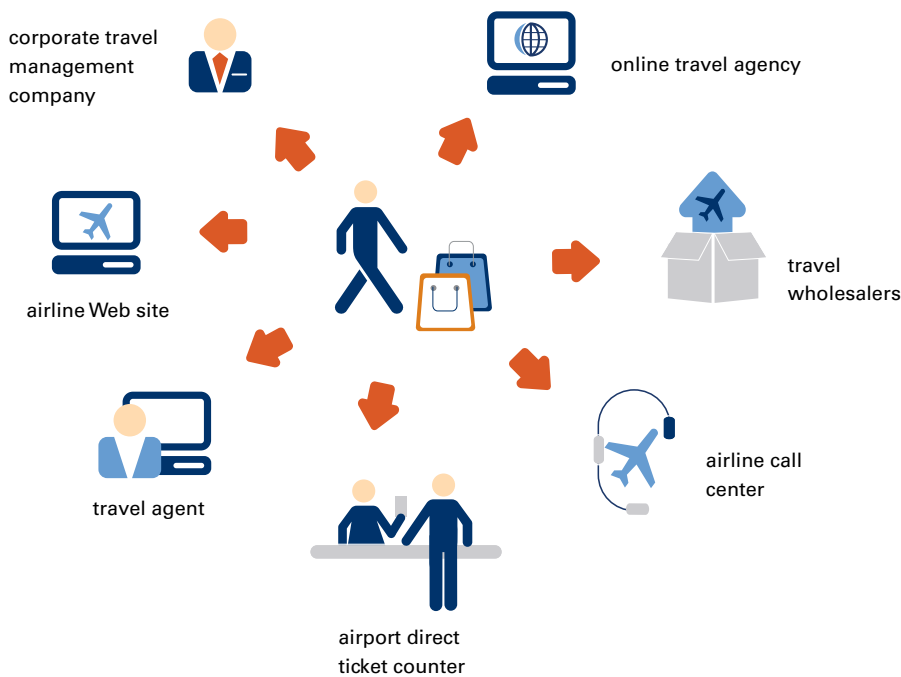 corporate travel
management
company
online travel agency
airline Web site
travel
wholesalers
travel agent
airline call
center
airport direct
ticket counter